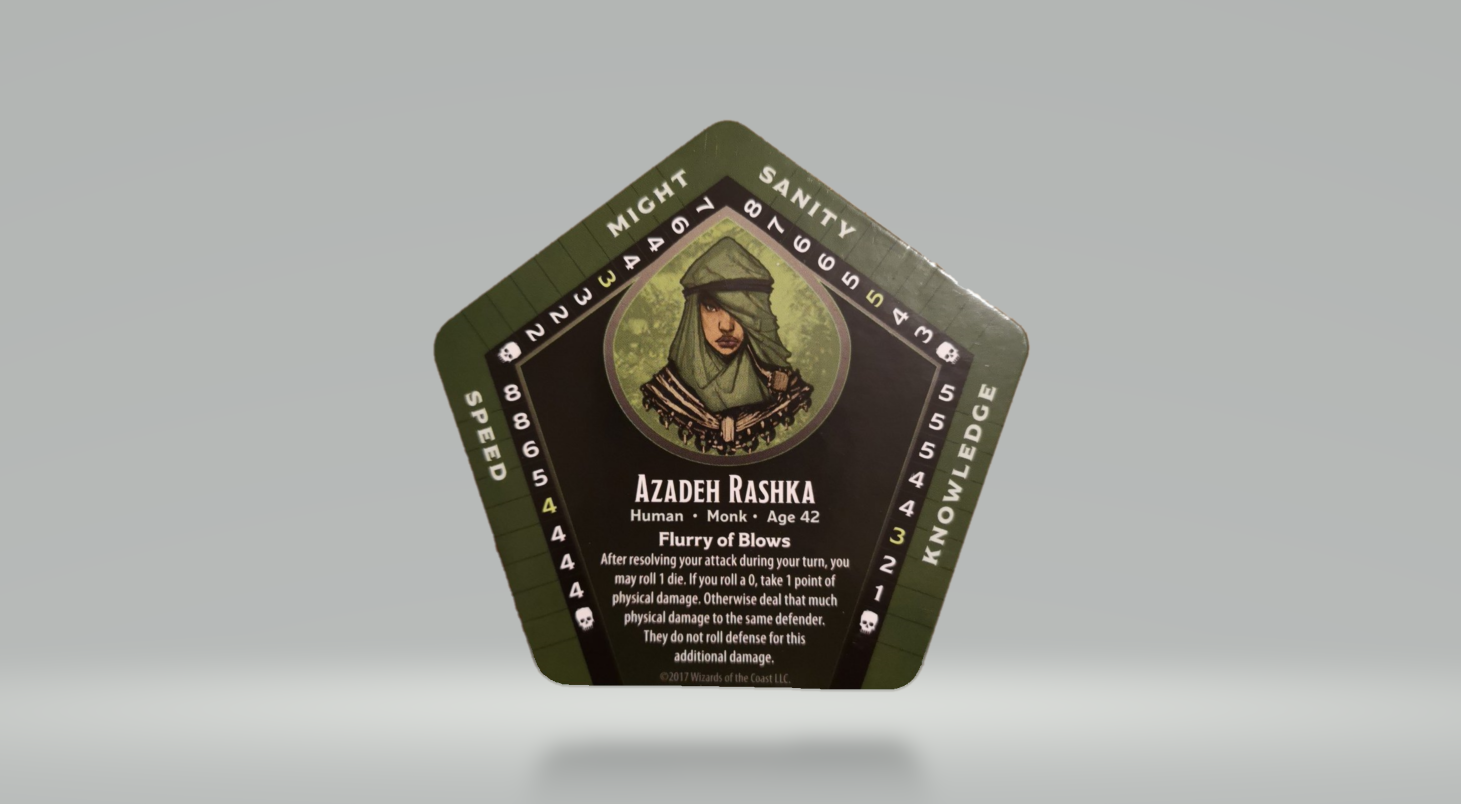 MIGHT
2 2 3 3 4 4 6 7
SANITY
8 7 6 6 5 5 4 3
SPEED
8
8
6
5
4
4
4
4
KNOWLEDGE
5
5
5
4
4
3
2
1
AZADEH RASHKA
Human • Monk • Age 42
Flurry of Blows
After resolving your attack during your turn, you
may roll 1 die. If you roll a 0, take 1 point of
physical damage. Otherwise deal that much
physical damage to the same defender.
They do not roll defense for this
additional damage.
©2017 Wizards of the Coast LLC.